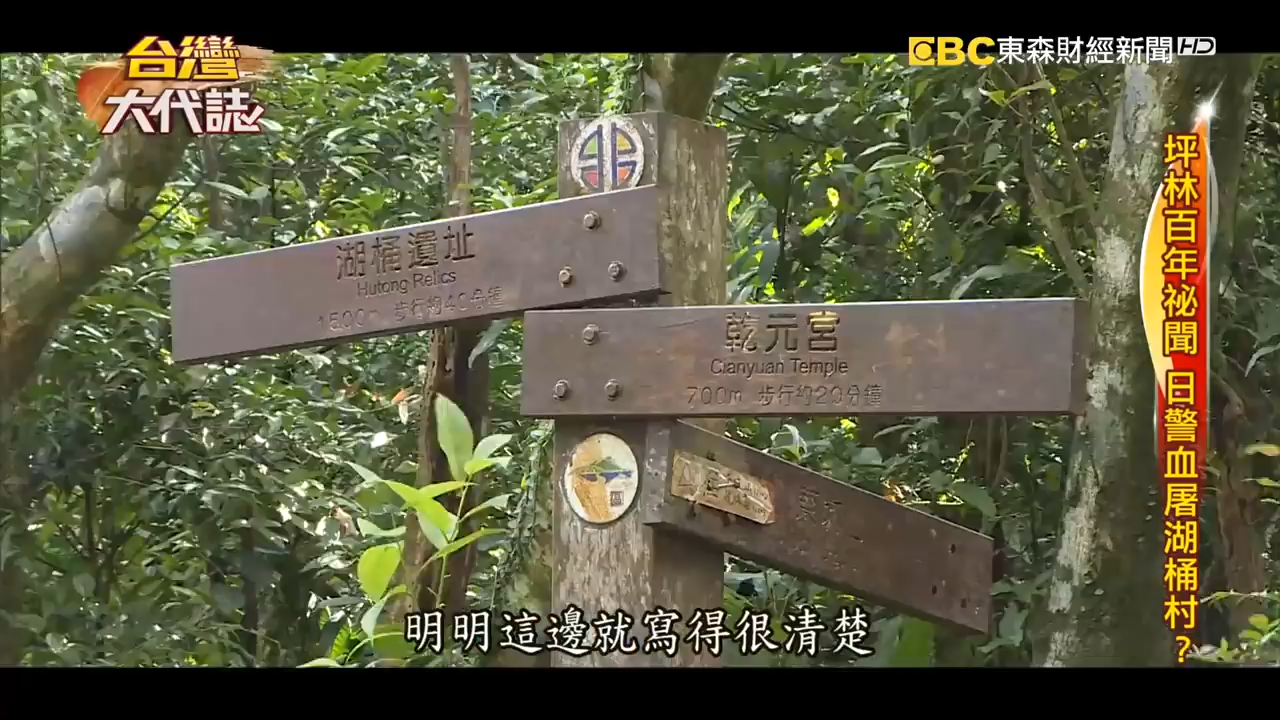 台灣
大代誌
EBC東森財經新聞HD
坪林百年祕聞 日警血屠湖桶村？
湖桶遺址
Hutong Relics
1500m 步行約40分鐘
乾元宮
Cianyuan Temple
700m 步行約20分鐘
明明這邊就寫得很清楚